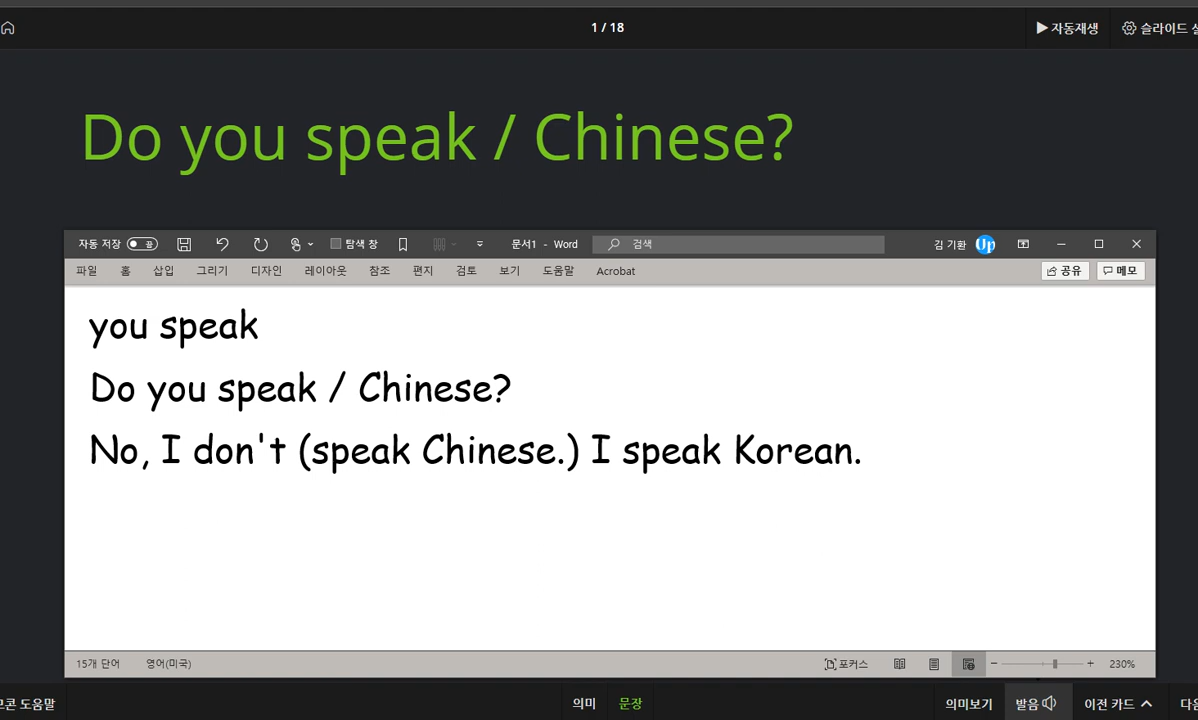 1 / 18
자동재생
슬라이드
Do you speak / Chinese?
자동 저장 끔
탐색 창
문서1 - Word
검색
김 기환
Up
파일 홈 삽입 그리기 디자인 레이아웃 참조 편지 검토 보기 도움말 Acrobat
공유 메모
you speak
Do you speak / Chinese?
No, I don't (speak Chinese.) I speak Korean.
15개 단어 영어(미국)
포커스
230%
도움말
의미 문장
의미보기 발음 이전 카드